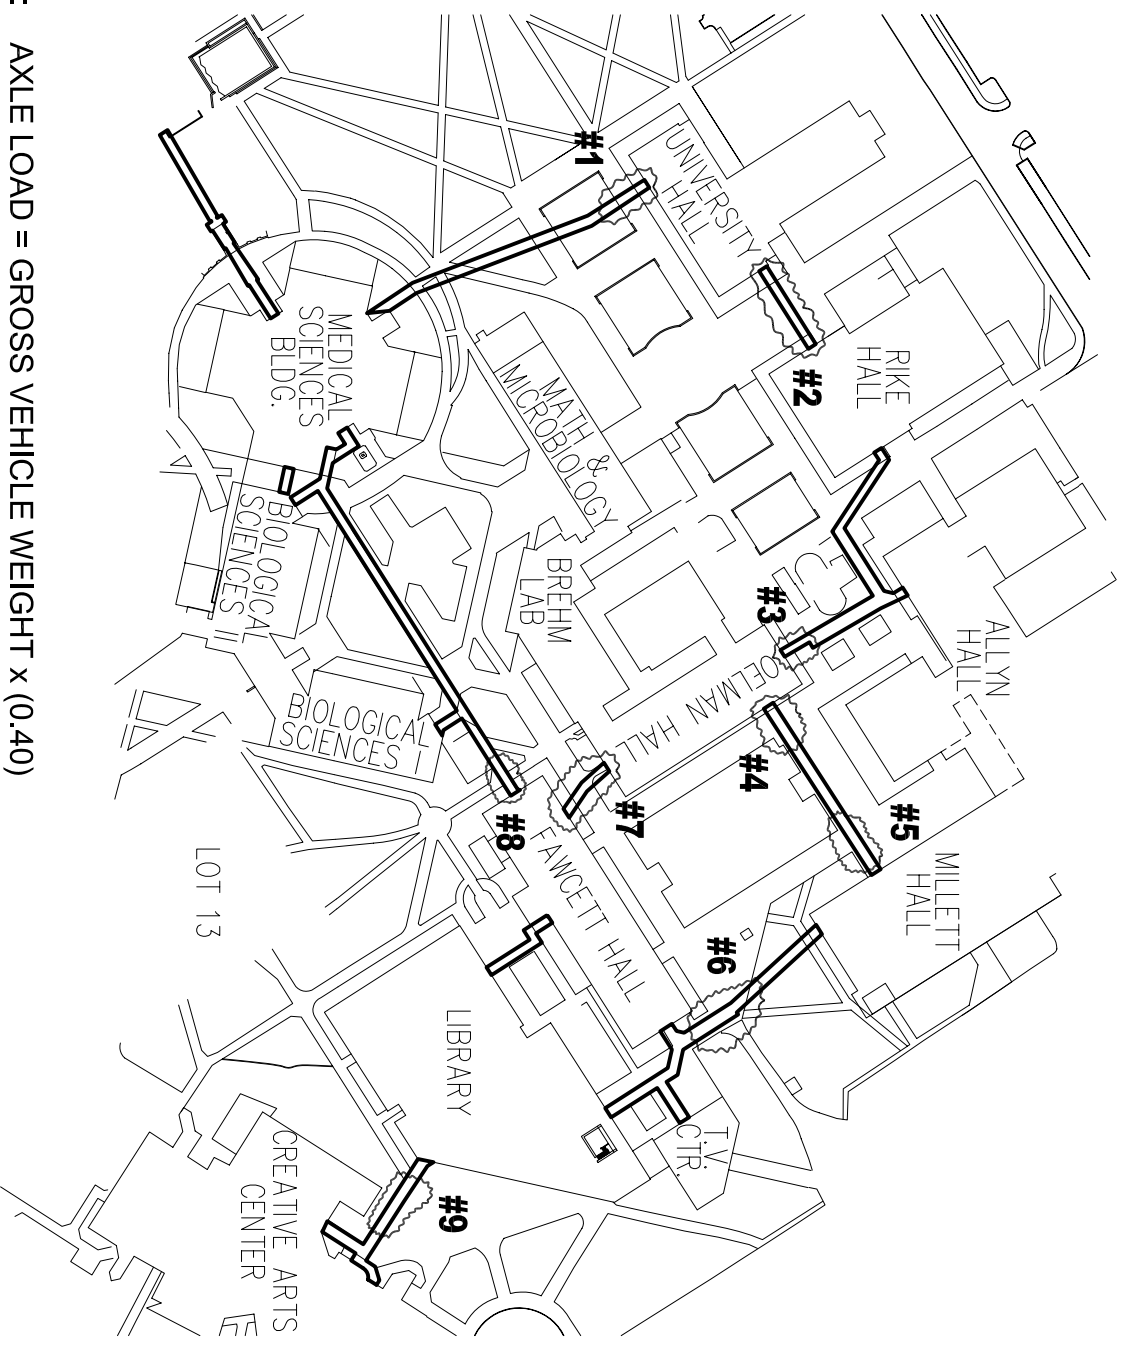 : AXLE LOAD = GROSS VEHICLE WEIGHT x (0.40)
#1
UNIVERSITY
HALL
#2
RIKE
HALL
MEDICAL
SCIENCES
BLDG.
MATH &
MICROBIOLOGY
BIOLOGICAL
SCIENCES
BREHM
LAB
#3
ALLYN
HALL
OELMAN HALL
BIOLOGICAL
SCIENCES I
#4
#5
#7
#8
MILLETT
HALL
FAWCETT HALL
LOT 13
#6
LIBRARY
T.V.
CTR.
#9
CREATIVE ARTS
CENTER